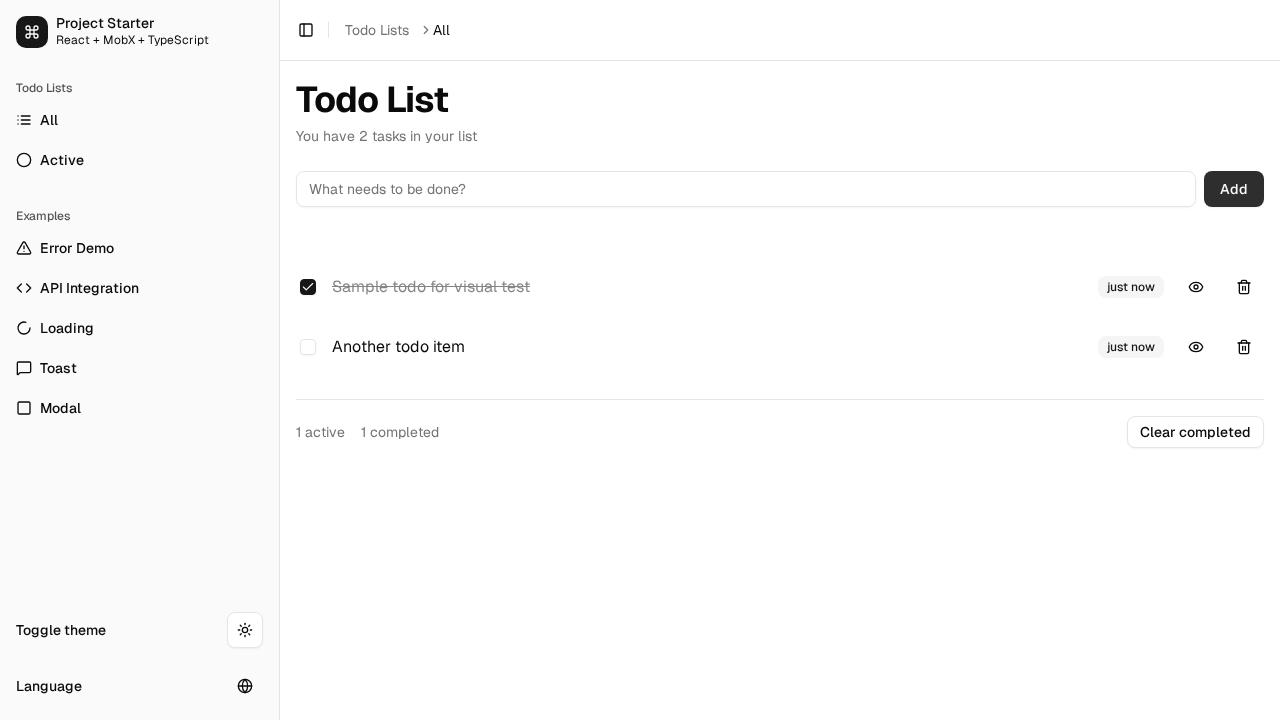 Project Starter
React + MobX + TypeScript
Todo Lists
All
Active
Examples
Error Demo
API Integration
Loading
Toast
Modal
Toggle theme
Language
Todo Lists
All
Todo List
You have 2 tasks in your list
What needs to be done?
Add
Sample todo for visual test
just now
Another todo item
just now
1 active
1 completed
Clear completed